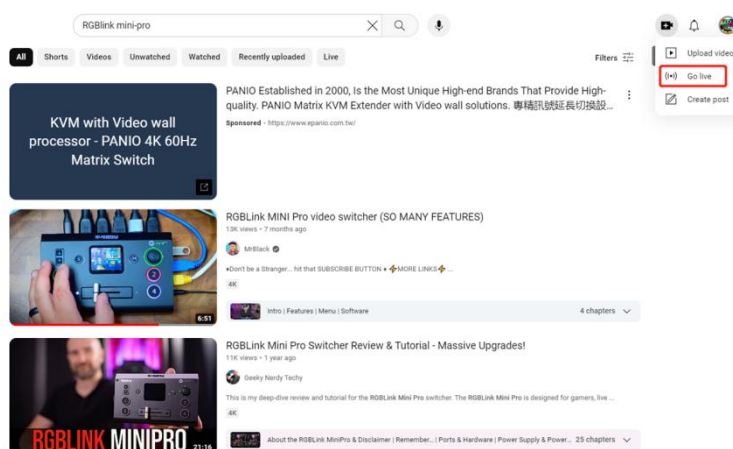 RGBlink mini-pro
All Shorts Videos Unwatched Watched Recently uploaded Live Filters
Upload video
Go live
Create post
KVM with Video wall
processor - PANIO 4K 60Hz
Matrix Switch
PANIO Established in 2000, Is the Most Unique High-end Brands That Provide High-
quality. PANIO Matrix KVM Extender with Video wall solutions. 專精訊號延長切換設...
Sponsored · https://www.epanio.com.tw/
RGBLink MINI Pro video switcher (SO MANY FEATURES)
13K views • 7 months ago
MrBlack
♦Don't be a Stranger... hit that SUBSCRIBE BUTTON ♦ ⚡MORE LINKS⚡ ...
4K
6:51
Intro | Features | Menu | Software 4 chapters
RGBLink Mini Pro Switcher Review & Tutorial - Massive Upgrades!
11K views • 1 year ago
Geeky Nerdy Techy
This is my deep-dive review and tutorial for the RGBLink Mini Pro switcher. The RGBLink Mini Pro is designed for gamers, live ...
4K
RGBLINK MINIPRO
21:16
About the RGBLink MiniPro & Disclaimer | Remember... | Ports & Hardware | Power Supply & Power... 25 chapters